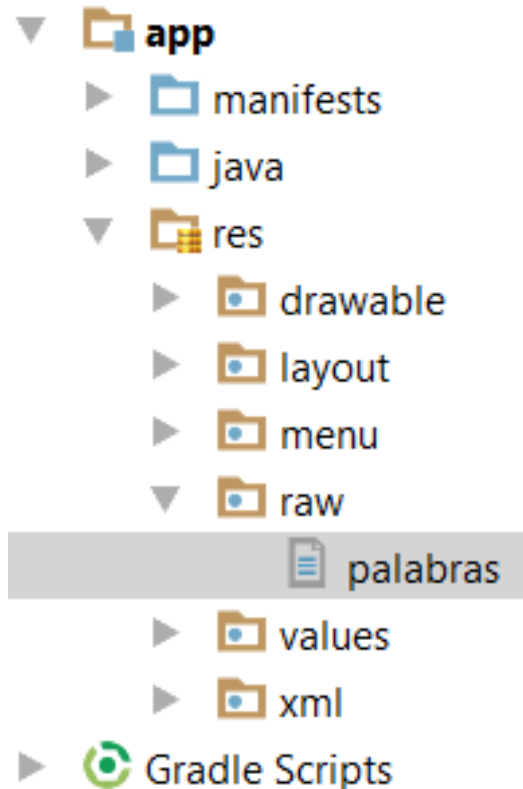 app
manifests
java
res
drawable
layout
menu
raw
palabras
values
xml
Gradle Scripts